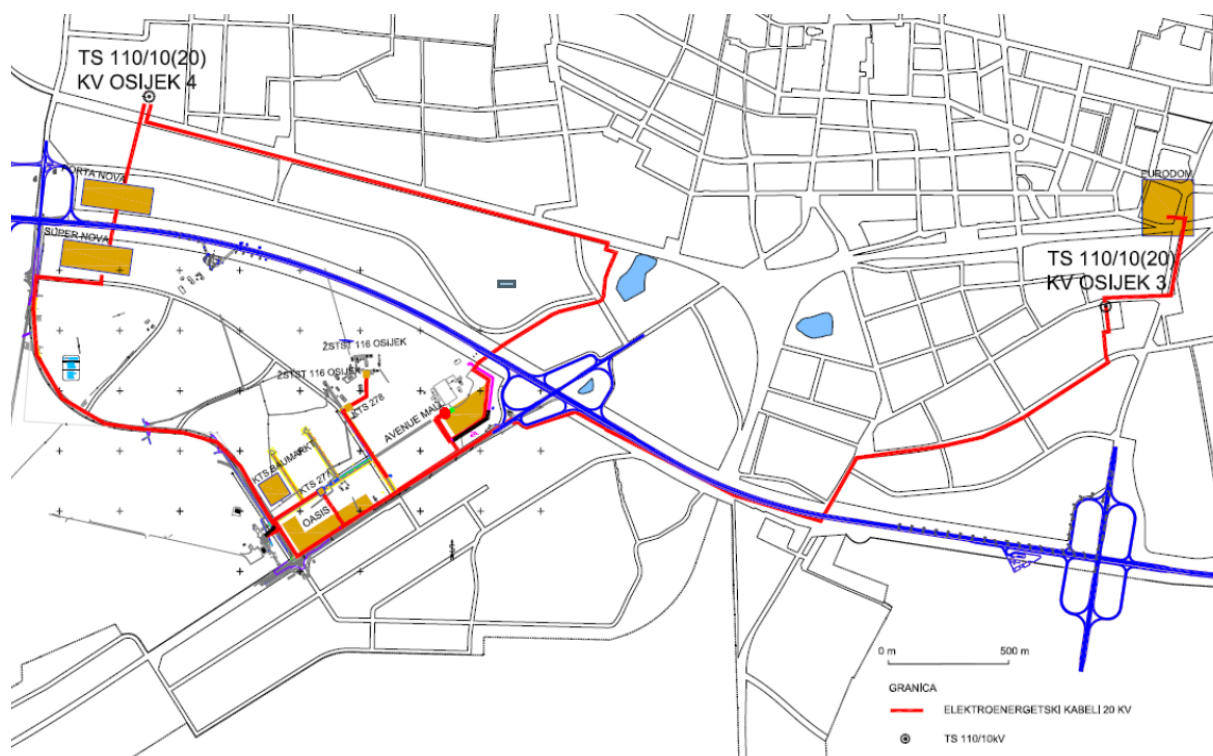 TS 110/10(20)
KV OSIJEK 4
PORTA NOVA
SUPER NOVA
EURODOM
TS 110/10(20)
KV OSIJEK 3
ŽSTST 116 OSIJEK
ŽSTST 116 OSIJEK
KTS 278
AVENUE MALL
KTS BAUMARKT
KTS 277
OASIS
0 m
500 m
GRANICA
ELEKTROENERGETSKI KABELI 20 KV
TS 110/10kV